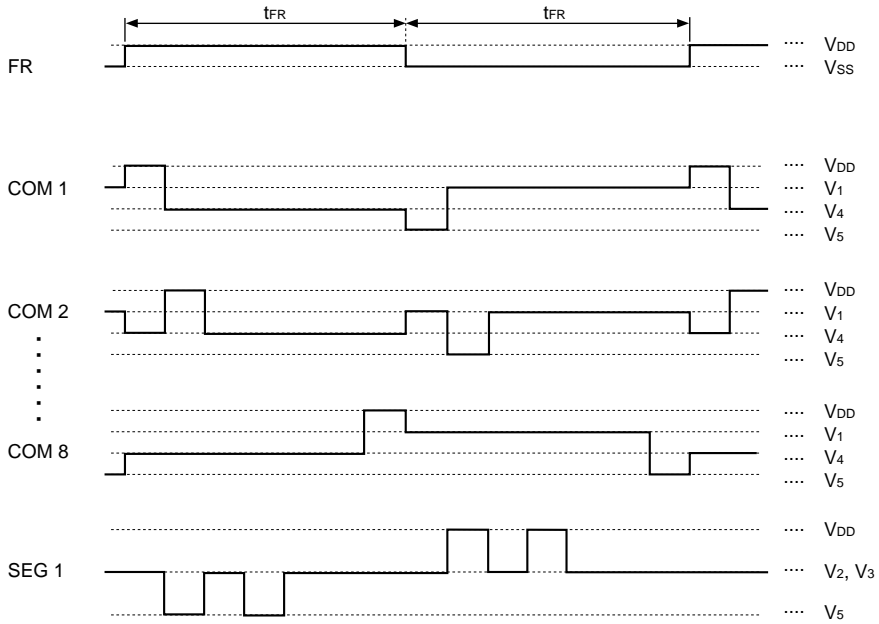 tFR tFR
FR
···· VDD
···· VSS
COM 1
···· VDD
···· V1
···· V4
···· V5
COM 2
···· VDD
···· V1
···· V4
···· V5
COM 8
···· VDD
···· V1
···· V4
···· V5
SEG 1
···· VDD
···· V2, V3
···· V5